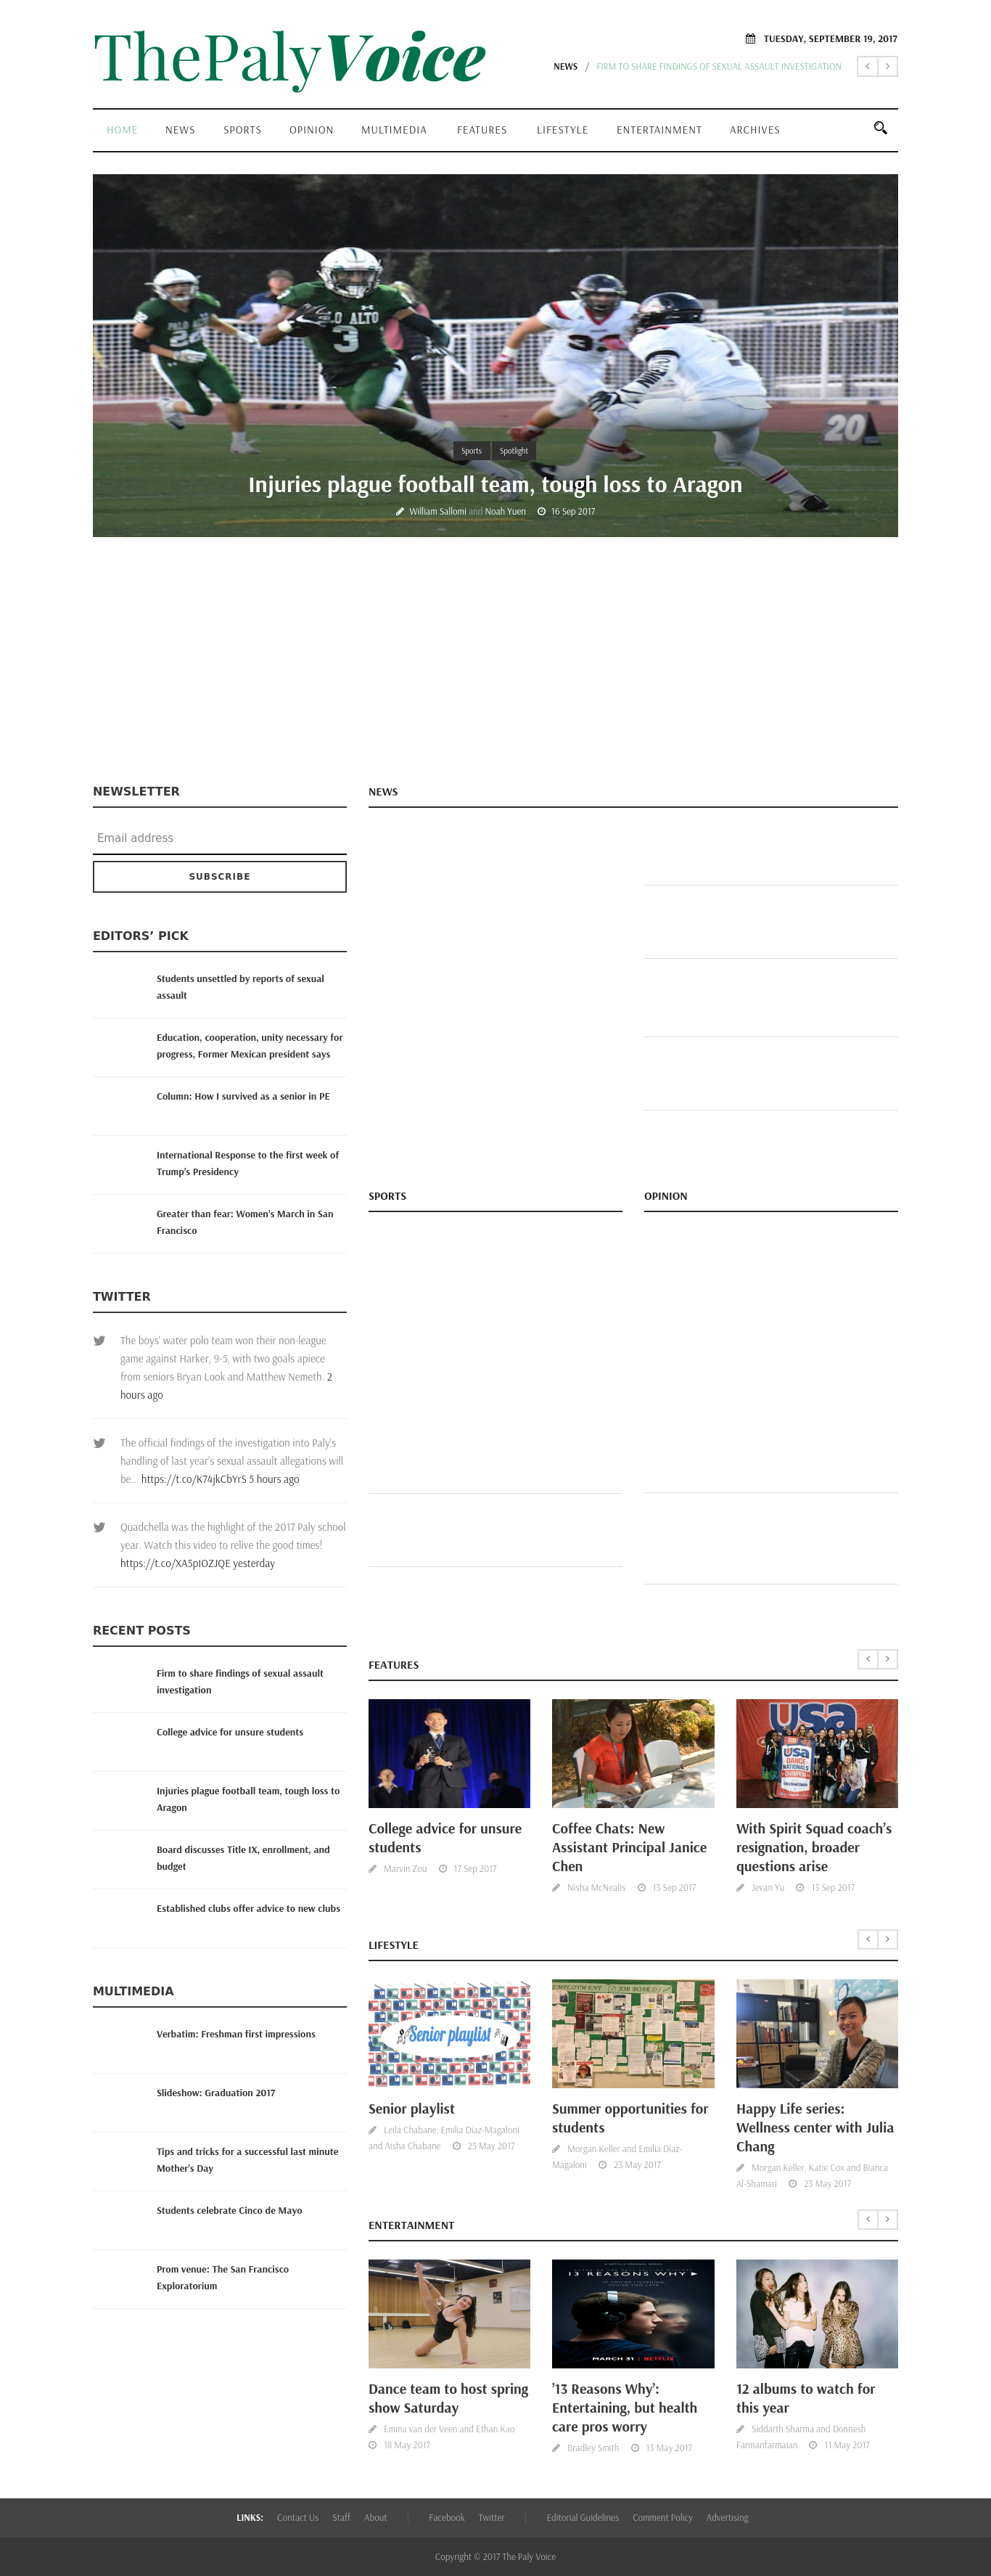 ThePalyVoice
TUESDAY, SEPTEMBER 19, 2017
NEWS / FIRM TO SHARE FINDINGS OF SEXUAL ASSAULT INVESTIGATION
HOME NEWS SPORTS OPINION MULTIMEDIA FEATURES LIFESTYLE ENTERTAINMENT ARCHIVES
PALO ALTO
3
20
Sports Spotlight
Injuries plague football team, tough loss to Aragon
William Sallomi and Noah Yuen 16 Sep 2017
NEWSLETTER
Email address
SUBSCRIBE
EDITORS’ PICK
Students unsettled by reports of sexual
assault
Education, cooperation, unity necessary for
progress, Former Mexican president says
Column: How I survived as a senior in PE
International Response to the first week of
Trump’s Presidency
Greater than fear: Women’s March in San
Francisco
TWITTER
The boys' water polo team won their non-league
game against Harker, 9-5, with two goals apiece
from seniors Bryan Look and Matthew Nemeth. 2
hours ago
The official findings of the investigation into Paly's
handling of last year's sexual assault allegations will
be... https://t.co/K74jkCbYrS 5 hours ago
Quadchella was the highlight of the 2017 Paly school
year. Watch this video to relive the good times!
https://t.co/XA5pIOZJQE yesterday
RECENT POSTS
Firm to share findings of sexual assault
investigation
College advice for unsure students
Injuries plague football team, tough loss to
Aragon
Board discusses Title IX, enrollment, and
budget
Established clubs offer advice to new clubs
MULTIMEDIA
Verbatim: Freshman first impressions
Slideshow: Graduation 2017
Tips and tricks for a successful last minute
Mother’s Day
Students celebrate Cinco de Mayo
Prom venue: The San Francisco
Exploratorium
NEWS
SPORTS
OPINION
FEATURES
usa
usa
DANCE
NATIONALS
College advice for unsure
students
Marvin Zou 17 Sep 2017
Coffee Chats: New
Assistant Principal Janice
Chen
Nisha McNealis 13 Sep 2017
With Spirit Squad coach’s
resignation, broader
questions arise
Jevan Yu 13 Sep 2017
LIFESTYLE
Senior playlist
EMPLOYMENT
Senior playlist
Leila Chabane, Emilia Diaz-Magaloni
and Aisha Chabane 25 May 2017
Summer opportunities for
students
Morgan Keller and Emilia Diaz-
Magaloni 23 May 2017
Happy Life series:
Wellness center with Julia
Chang
Morgan Keller, Katie Cox and Bianca
Al-Shamari 23 May 2017
ENTERTAINMENT
13 REASONS WHY
MARCH 31 | NETFLIX
Dance team to host spring
show Saturday
Emma van der Veen and Ethan Kao
18 May 2017
’13 Reasons Why’:
Entertaining, but health
care pros worry
Bradley Smith 13 May 2017
12 albums to watch for
this year
Siddarth Sharma and Donnesh
Farmanfarmaian 11 May 2017
LINKS: Contact Us Staff About Facebook Twitter Editorial Guidelines Comment Policy Advertising
Copyright © 2017 The Paly Voice